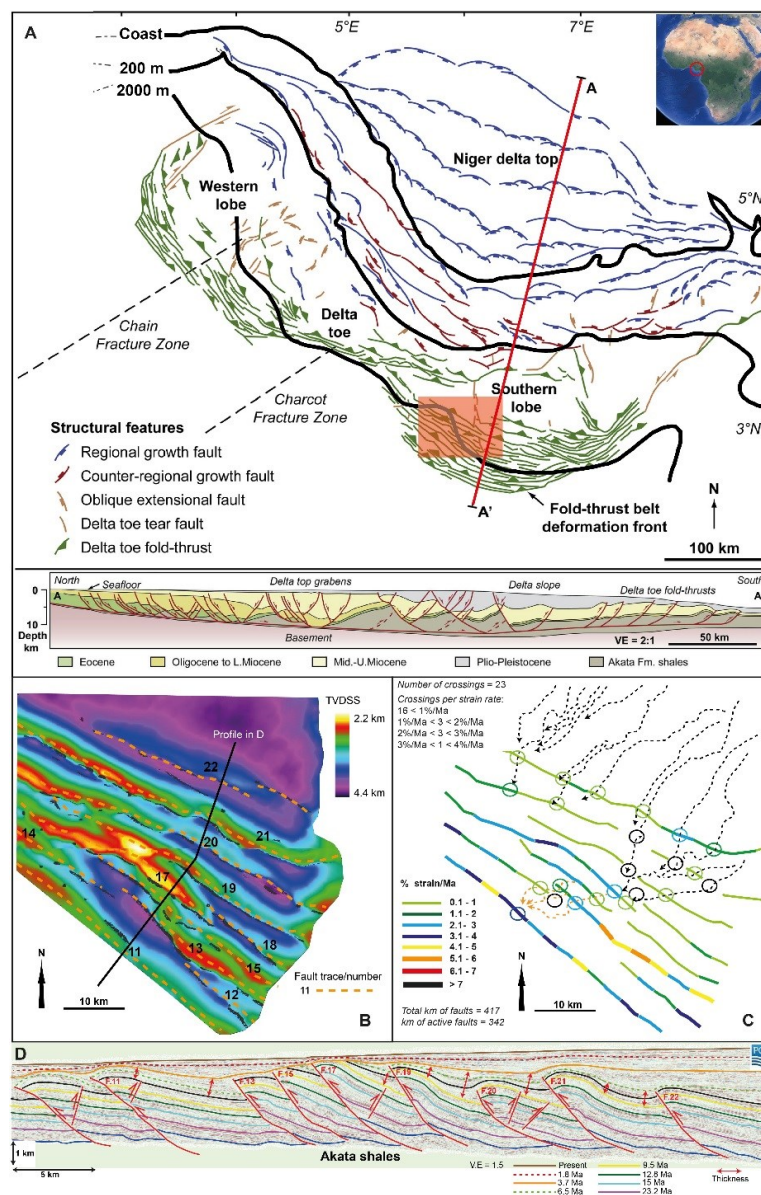 A
5°E
7°E
Coast
200 m
2000 m
A
Niger delta top
5°N
Western
lobe
Delta
toe
Chain
Fracture Zone
Charcot
Fracture Zone
Southern
lobe
3°N
Structural features
Regional growth fault
Counter-regional growth fault
Oblique extensional fault
Delta toe tear fault
Delta toe fold-thrust
A'
Fold-thrust belt
deformation front
N
100 km
North
Seafloor
Delta top grabens
Delta slope
Delta toe fold-thrusts
South
0
A
A
10
Depth
km
Basement
VE = 2:1
50 km
Eocene
Oligocene to L.Miocene
Mid.-U.Miocene
Plio-Pleistocene
Akata Fm. shales
TVDSS
2.2 km
4.4 km
Profile in D
22
14
20
21
17
19
11
13
18
15
12
N
10 km
Fault trace/number
11
B
Number of crossings = 23
Crossings per strain rate:
16 < 1%/Ma
1%/Ma < 3 < 2%/Ma
2%/Ma < 3 < 3%/Ma
3%/Ma < 1 < 4%/Ma
% strain/Ma
0.1 - 1
1.1 - 2
2.1 - 3
3.1 - 4
4.1 - 5
5.1 - 6
6.1 - 7
> 7
Total km of faults = 417
km of active faults = 342
N
10 km
C
D
F.11
F.13
F.15
F.17
F.19
F.20
F.21
F.22
1 km
5 km
Akata shales
V.E = 1.5
Present
1.8 Ma
3.7 Ma
6.5 Ma
9.5 Ma
12.8 Ma
15 Ma
23.2 Ma
Thickness